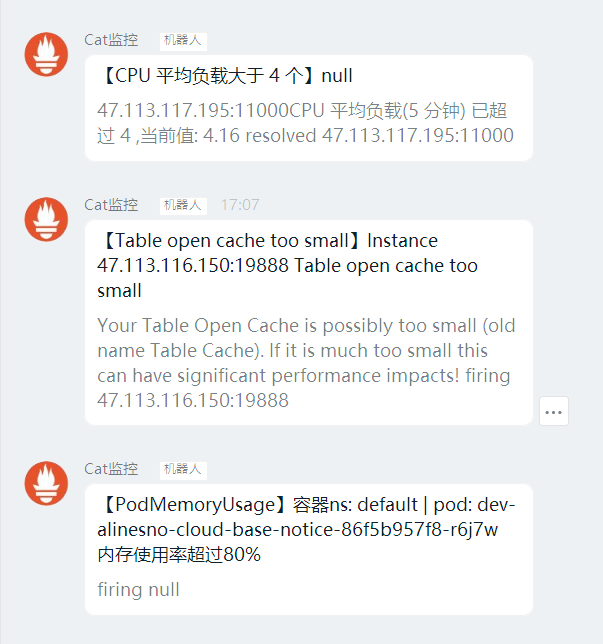 Cat监控 机器人
【CPU 平均负载大于 4 个】null
47.113.117.195:11000CPU 平均负载(5 分钟) 已超
过 4 ,当前值: 4.16 resolved 47.113.117.195:11000
Cat监控 机器人 17:07
【Table open cache too small】Instance
47.113.116.150:19888 Table open cache too
small
Your Table Open Cache is possibly too small (old
name Table Cache). If it is much too small this
can have significant performance impacts! firing
47.113.116.150:19888
Cat监控 机器人
【PodMemoryUsage】容器ns: default | pod: dev-
alinesno-cloud-base-notice-86f5b957f8-r6j7w
内存使用率超过80%
firing null